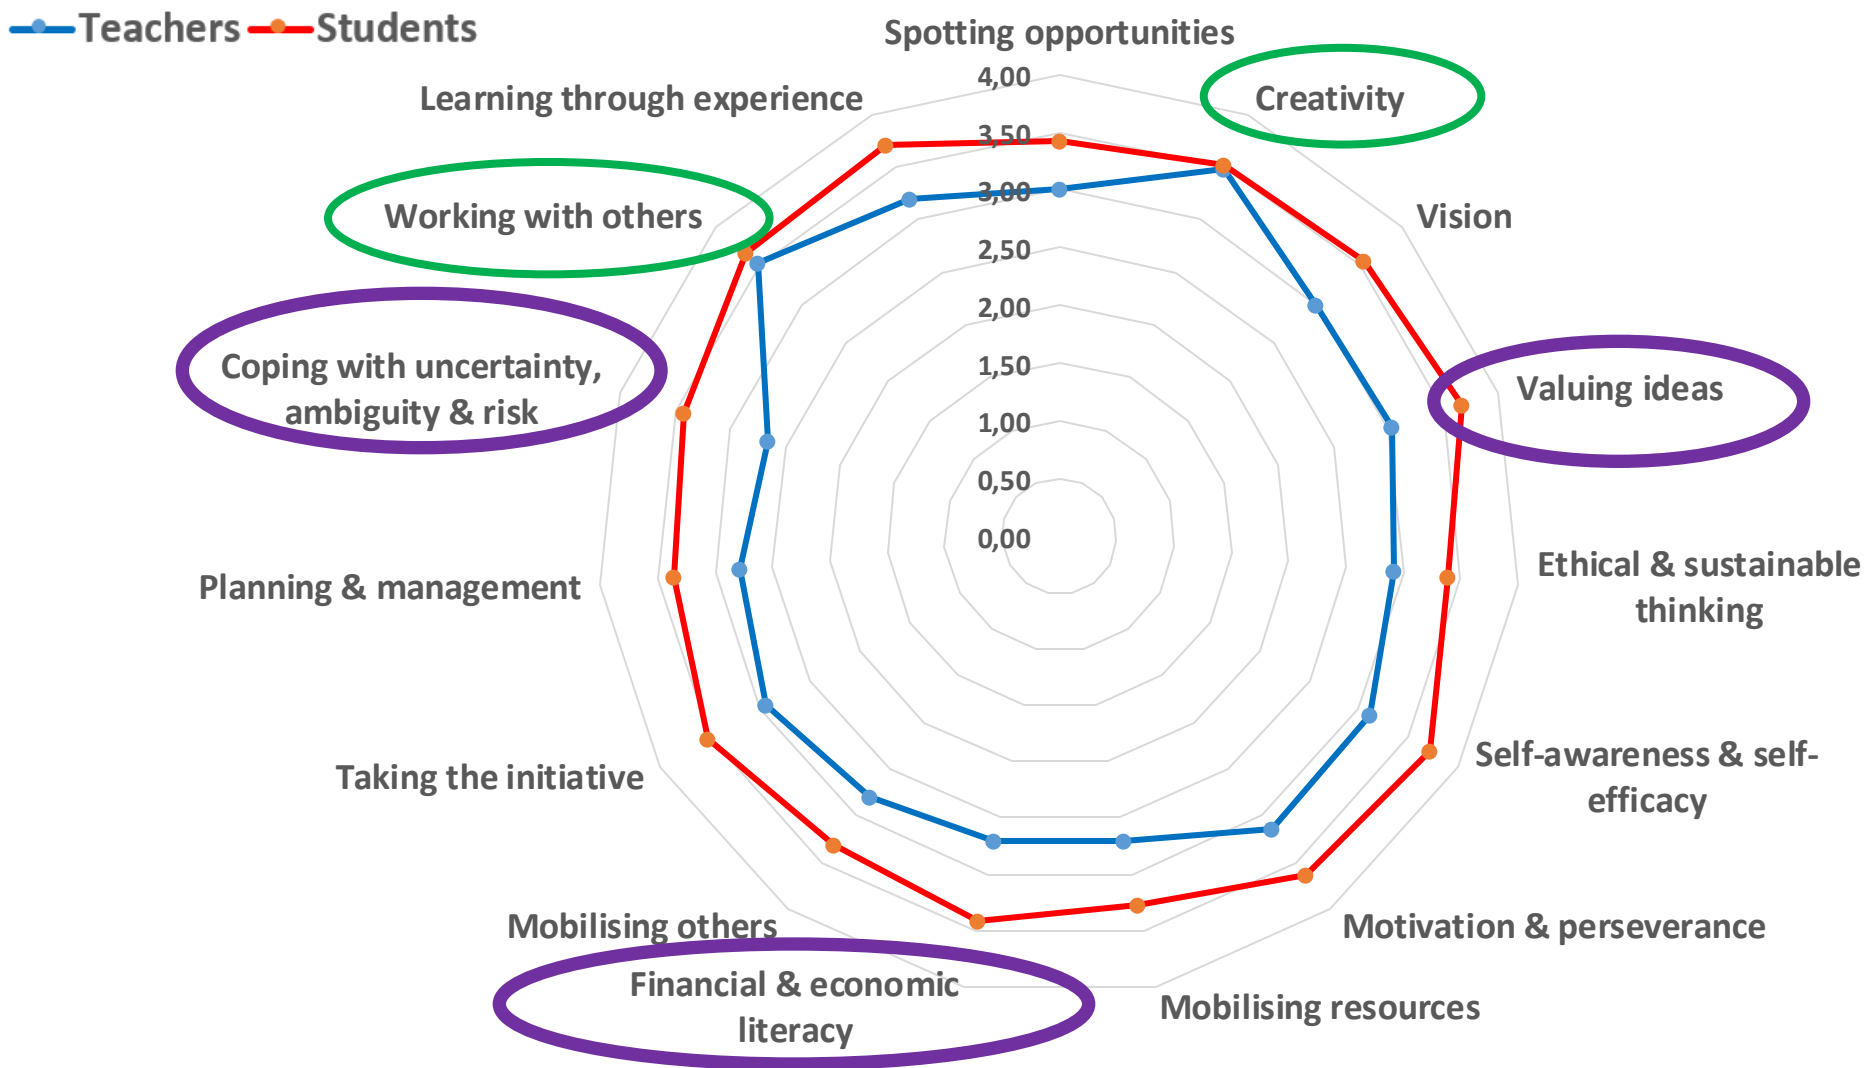 Teachers Students
Spotting opportunities
Creativity
Vision
Valuing ideas
Ethical & sustainable
thinking
Self-awareness & self-
efficacy
Motivation & perseverance
Mobilising resources
Financial & economic
literacy
Mobilising others
Taking the initiative
Planning & management
Coping with uncertainty,
ambiguity & risk
Working with others
Learning through experience
4,00
3,50
3,00
2,50
2,00
1,50
1,00
0,50
0,00